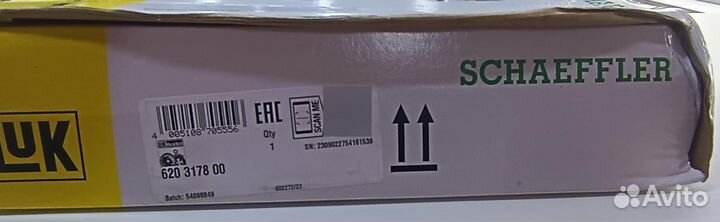 LUK
4 005108 705556
EAC
Qty
1
SCAN ME
SN: 2309022754161539
620 3178 00
Batch: 54098849
SCHAEFFLER
Avito